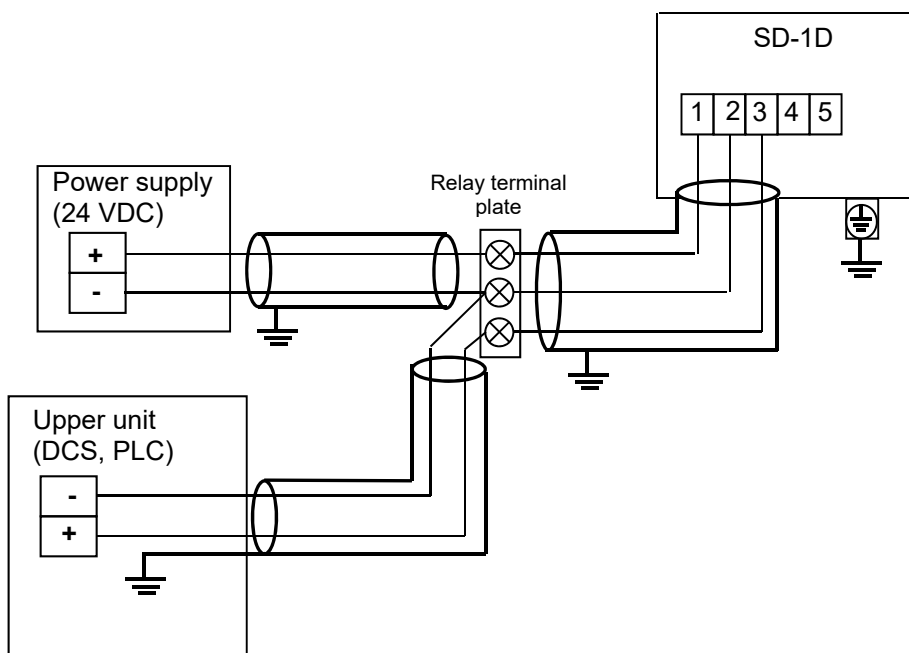 SD-1D
1 2 3 4 5
Power supply
(24 VDC)
+
-
Relay terminal
plate
Upper unit
(DCS, PLC)
-
+